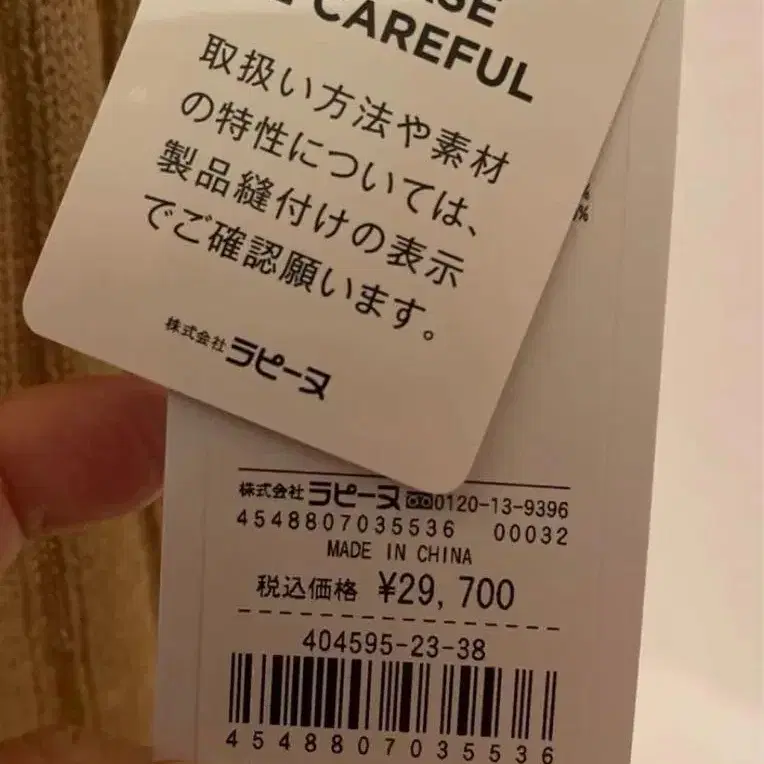 CAREFUL
取扱い方法や素材
の特性については、
製品縫付けの表示
でご確認願います。
株式会社 ラピーヌ
%
株式会社 ラピーヌ 0120-13-9396
4548807035536 00032
MADE IN CHINA
税込価格 ¥29,700
404595-23-38
4548807035536